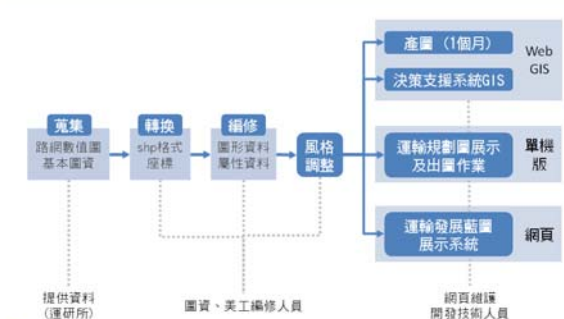 產圖（1個月）
Web
GIS
決策支援系統GIS
蒐集
路網數值圖
基本圖資
轉換
shp格式
座標
編修
圖形資料
屬性資料
風格
調整
運輸規劃圖展示
及出圖作業
單機
版
運輸發展藍圖
展示系統
網頁
提供資料
(運研所)
圖資、美工編修人員
網頁維護
開發技術人員